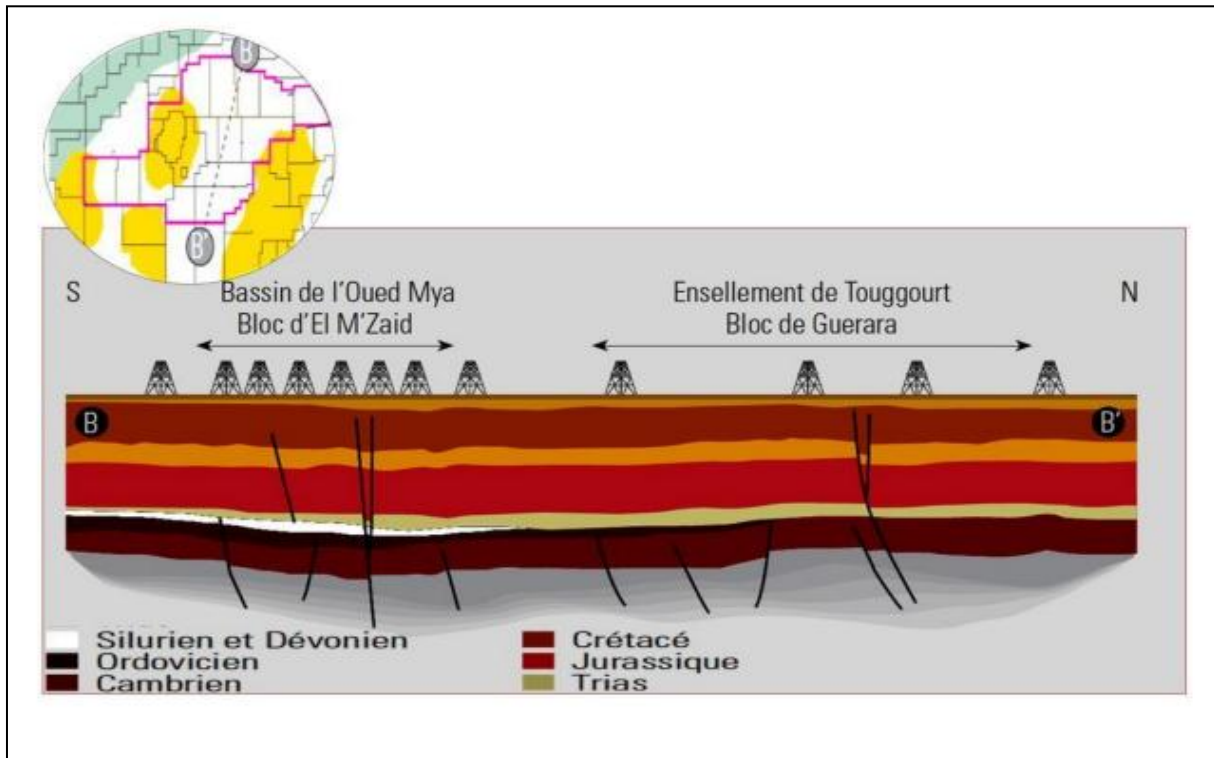 B
B'
S
Bassin de l'Oued Mya
Bloc d'El M'Zaid
Ensellement de Touggourt
Bloc de Guerara
N
B
B'
Silurien et Dévonien
Ordovicien
Cambrien
Crétacé
Jurassique
Trias